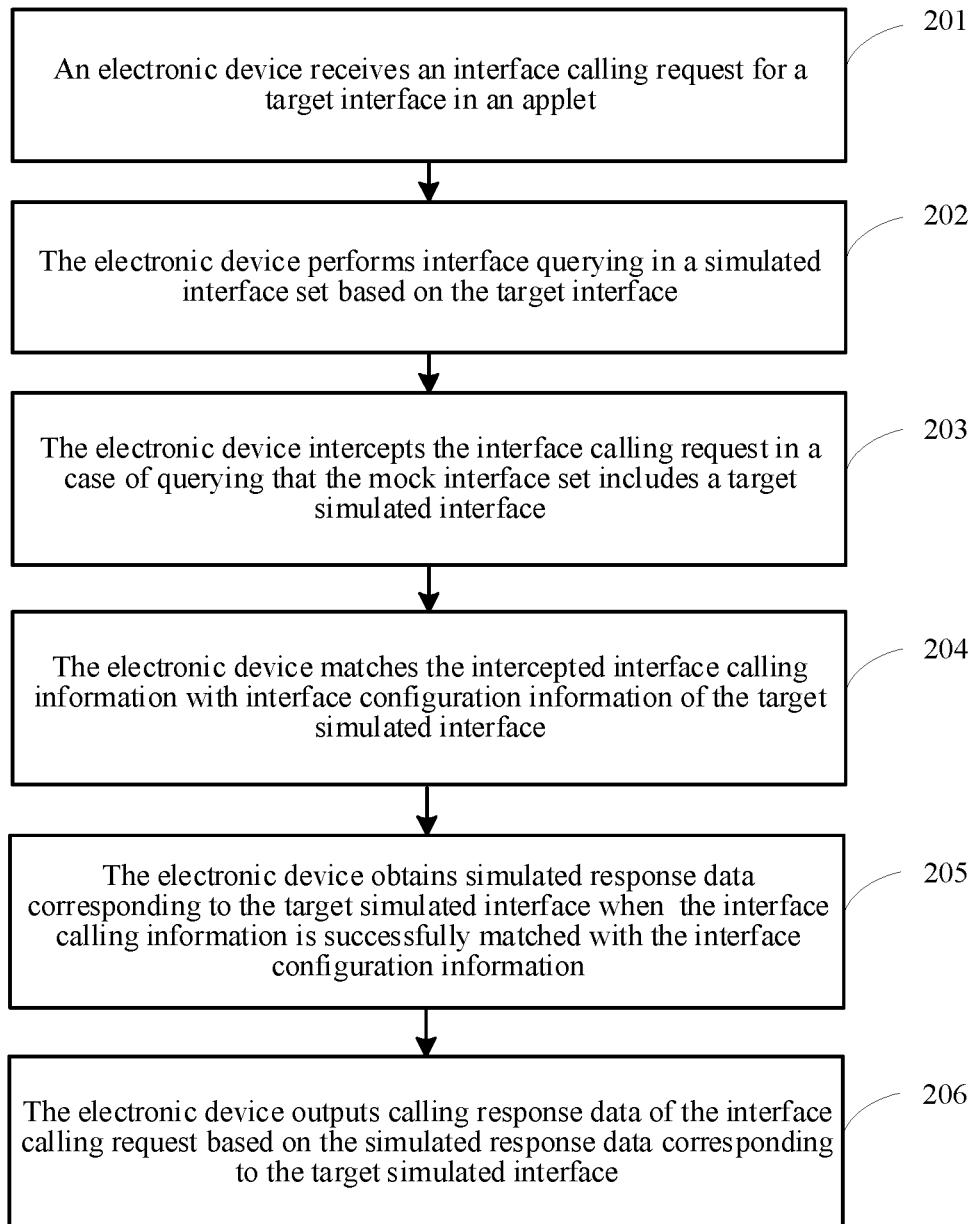 201
An electronic device receives an interface calling request for a
target interface in an applet
202
The electronic device performs interface querying in a simulated
interface set based on the target interface
203
The electronic device intercepts the interface calling request in a
case of querying that the mock interface set includes a target
simulated interface
204
The electronic device matches the intercepted interface calling
information with interface configuration information of the target
simulated interface
205
The electronic device obtains simulated response data
corresponding to the target simulated interface when the interface
calling information is successfully matched with the interface
configuration information
206
The electronic device outputs calling response data of the interface
calling request based on the simulated response data corresponding
to the target simulated interface